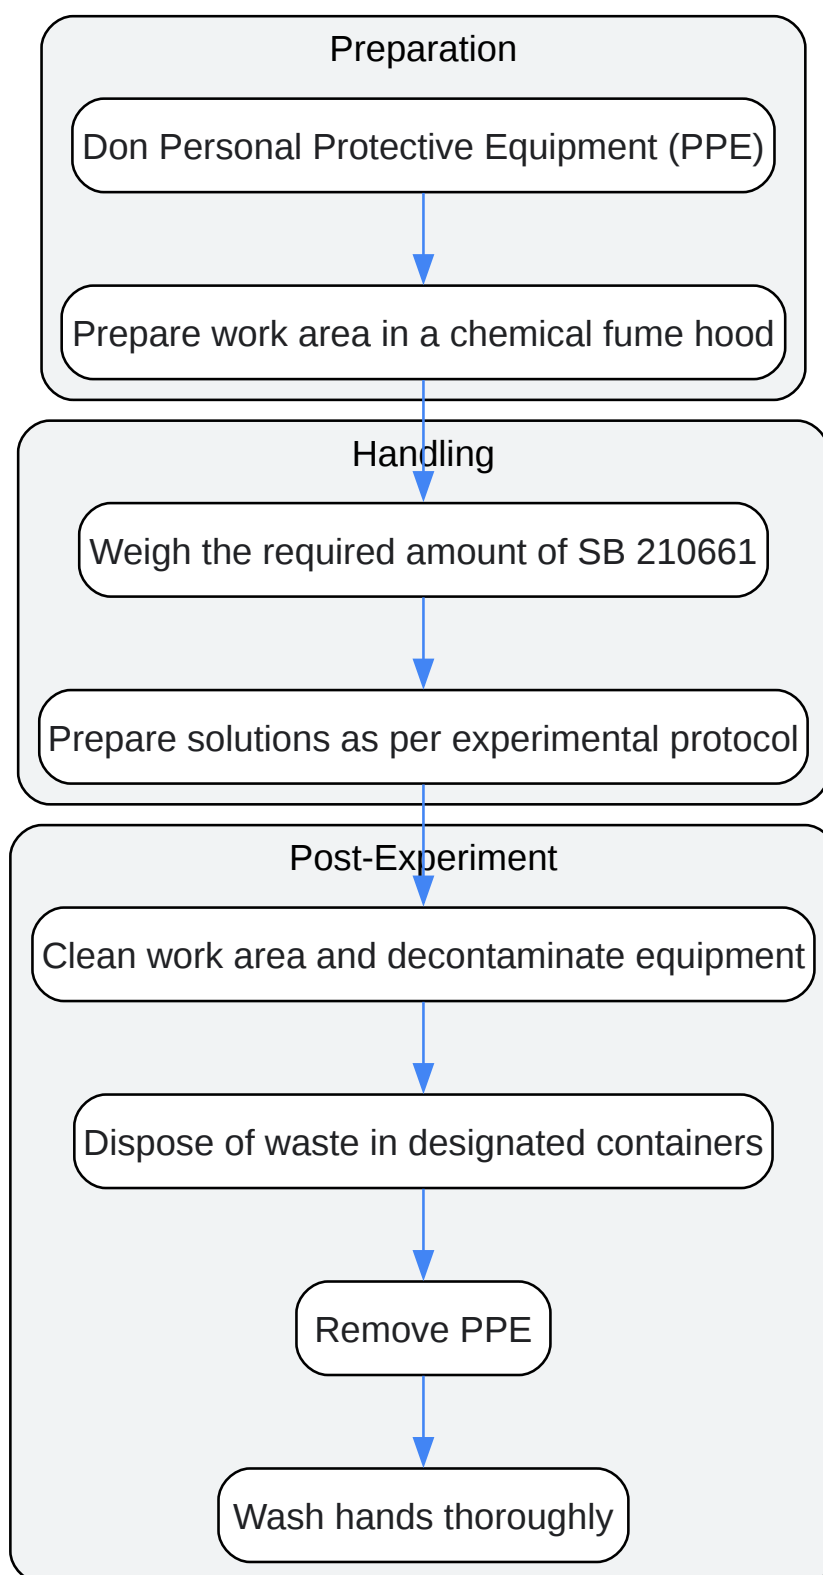 Preparation
Don Personal Protective Equipment (PPE)
Prepare work area in a chemical fume hood
Handling
Weigh the required amount of SB 210661
Prepare solutions as per experimental protocol
Post-Experiment
Clean work area and decontaminate equipment
Dispose of waste in designated containers
Remove PPE
Wash hands thoroughly